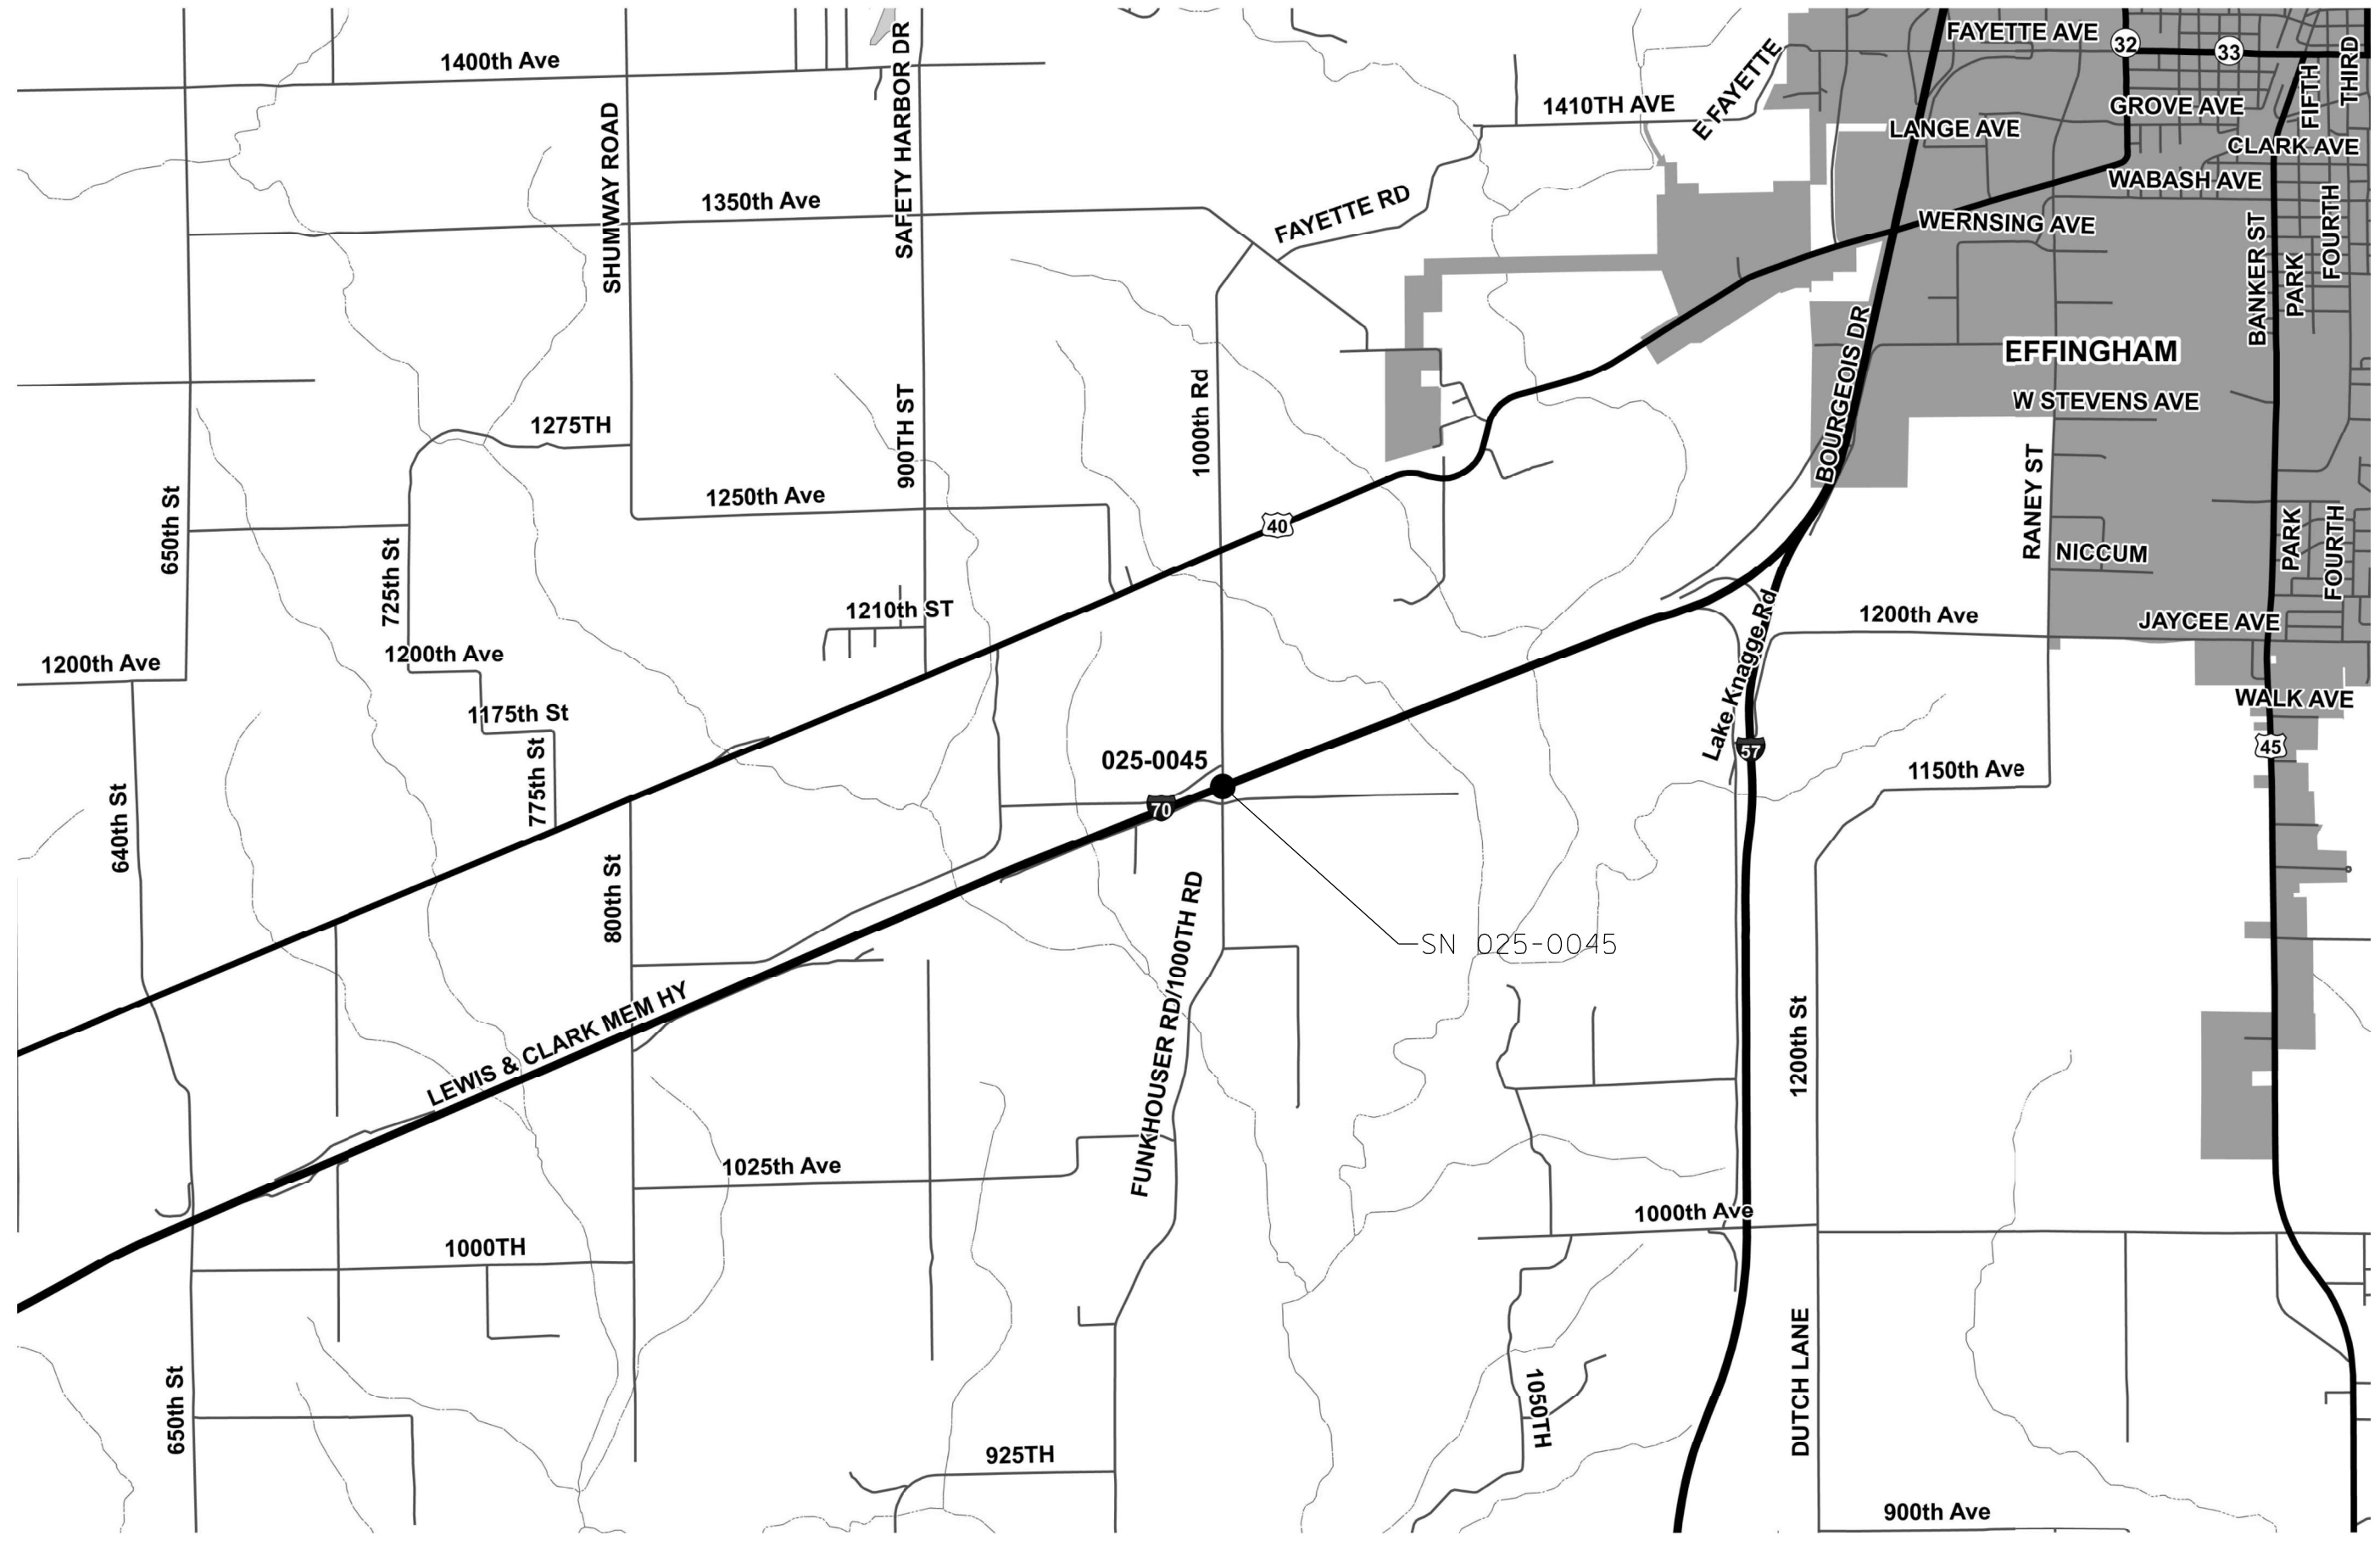 FAYETTE AVE
32
33
THIRD
FIFTH
1400th Ave
SAFETY HARBOR DR
E FAYETTE
1410TH AVE
GROVE AVE
LANGE AVE
CLARK AVE
SHUMWAY ROAD
WABASH AVE
1350th Ave
FAYETTE RD
WERNSING AVE
BANKER ST
PARK
FOURTH
EFFINGHAM
BOURGEOIS DR
W STEVENS AVE
1275TH
900TH ST
1000th Rd
1250th Ave
40
650th St
725th St
RANEY ST
NICCUM
PARK
FOURTH
1210th ST
1200th Ave
JAYCEE AVE
1200th Ave
1200th Ave
Lake Knagge Rd
WALK AVE
1175th St
57
45
775th St
025-0045
1150th Ave
70
640th St
800th St
SN 025-0045
FUNKHOUSER RD/1000TH RD
LEWIS & CLARK MEM HY
1200th St
1025th Ave
1000th Ave
1000TH
650th St
1050TH
DUTCH LANE
925TH
900th Ave